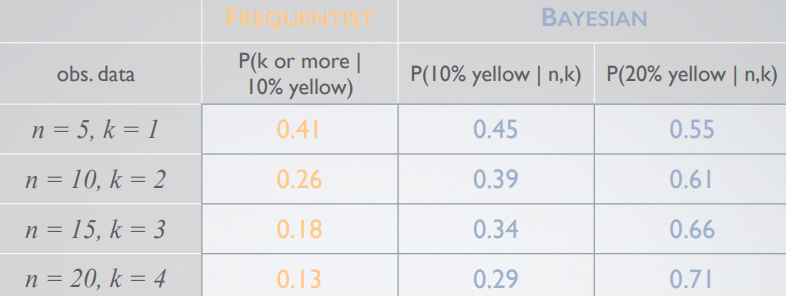 FREQUENTIST BAYESIAN
obs. data P(k or more | 10% yellow) P(10% yellow | n,k) P(20% yellow | n,k)
n = 5, k = 1 0.41 0.45 0.55
n = 10, k = 2 0.26 0.39 0.61
n = 15, k = 3 0.18 0.34 0.66
n = 20, k = 4 0.13 0.29 0.71